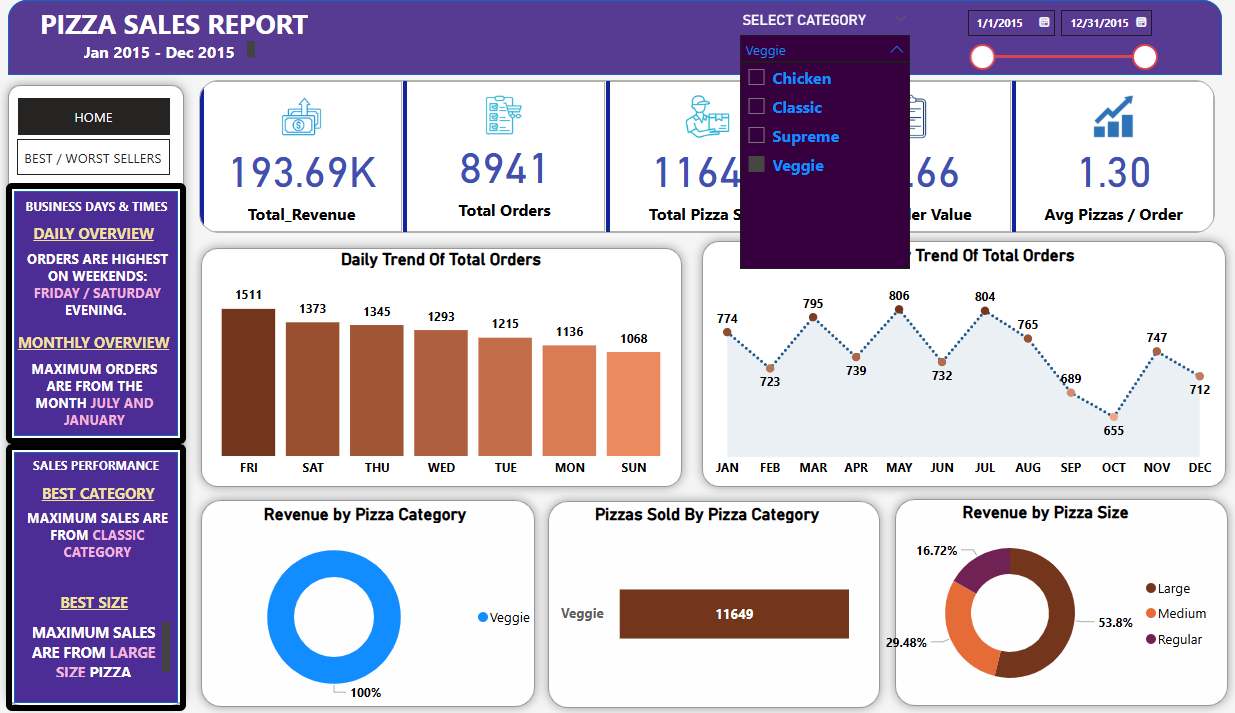 PIZZA SALES REPORT
Jan 2015 - Dec 2015
SELECT CATEGORY
Veggie
Chicken
Classic
Supreme
Veggie
1/1/2015
12/31/2015
HOME
BEST / WORST SELLERS
BUSINESS DAYS & TIMES
DAILY OVERVIEW
ORDERS ARE HIGHEST
ON WEEKENDS:
FRIDAY / SATURDAY
EVENING.
MONTHLY OVERVIEW
MAXIMUM ORDERS
ARE FROM THE
MONTH JULY AND
JANUARY
SALES PERFORMANCE
BEST CATEGORY
MAXIMUM SALES ARE
FROM CLASSIC
CATEGORY
BEST SIZE
MAXIMUM SALES
ARE FROM LARGE
SIZE PIZZA
193.69K
Total_Revenue
8941
Total Orders
1164
Total Pizza S
.66
er Value
1.30
Avg Pizzas / Order
Daily Trend Of Total Orders
1511
1373
1345
1293
1215
1136
1068
FRI SAT THU WED TUE MON SUN
Trend Of Total Orders
774
723
795
739
806
732
804
765
689
655
747
712
JAN FEB MAR APR MAY JUN JUL AUG SEP OCT NOV DEC
Revenue by Pizza Category
Veggie
100%
Pizzas Sold By Pizza Category
Veggie
11649
Revenue by Pizza Size
16.72%
29.48%
53.8%
Large
Medium
Regular